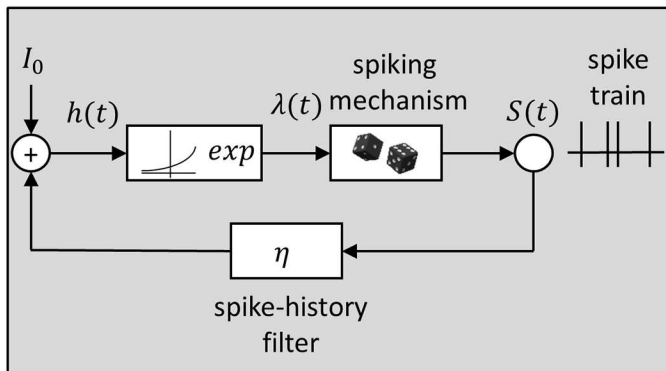 I₀
h(t)
exp
λ(t)
spiking
mechanism
S(t)
spike
train
+
η
spike-history
filter